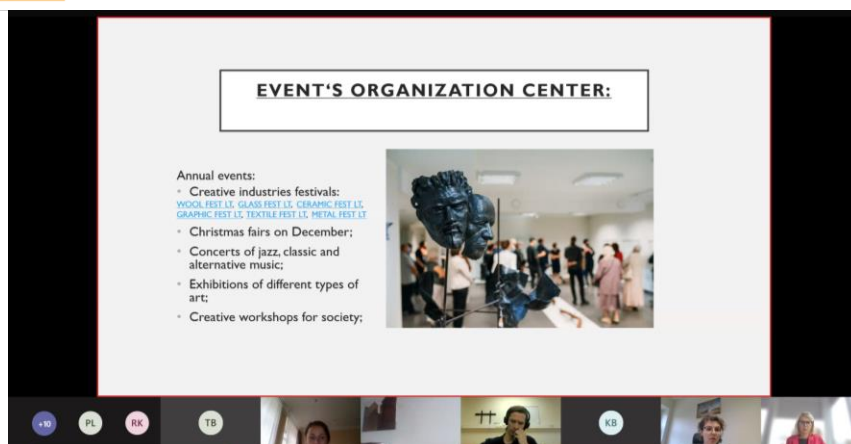 EVENT‘S ORGANIZATION CENTER:
Annual events:
• Creative industries festivals:
WOOL FEST LT, GLASS FEST LT, CERAMIC FEST LT,
GRAPHIC FEST LT, TEXTILE FEST LT, METAL FEST LT
• Christmas fairs on December;
• Concerts of jazz, classic and
alternative music;
• Exhibitions of different types of
art;
• Creative workshops for society;
+10 PL RK TB KB